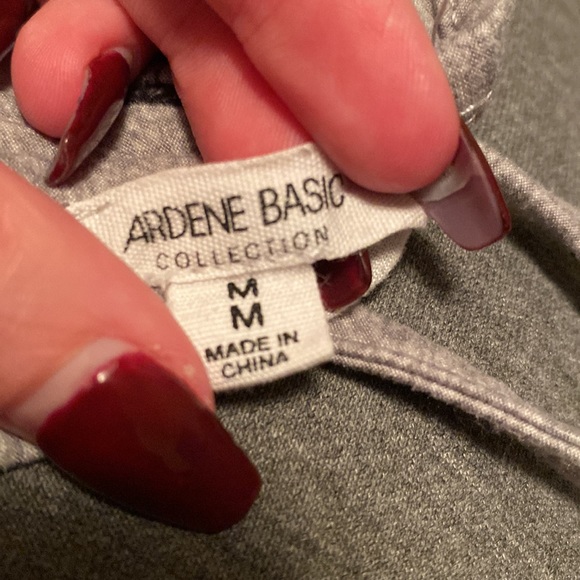 ARDENE BASIC
COLLECTION
M
M
MADE IN
CHINA